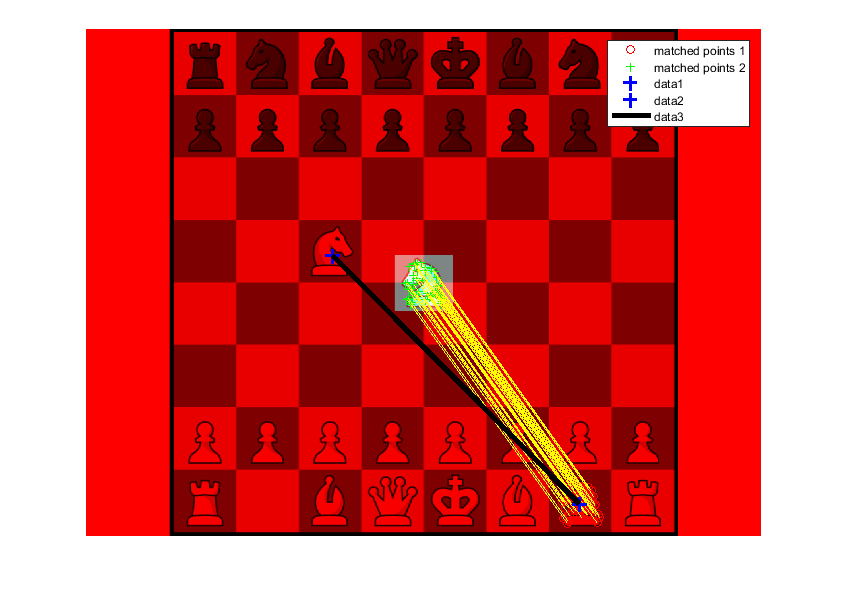 matched points 1
matched points 2
data1
data2
data3